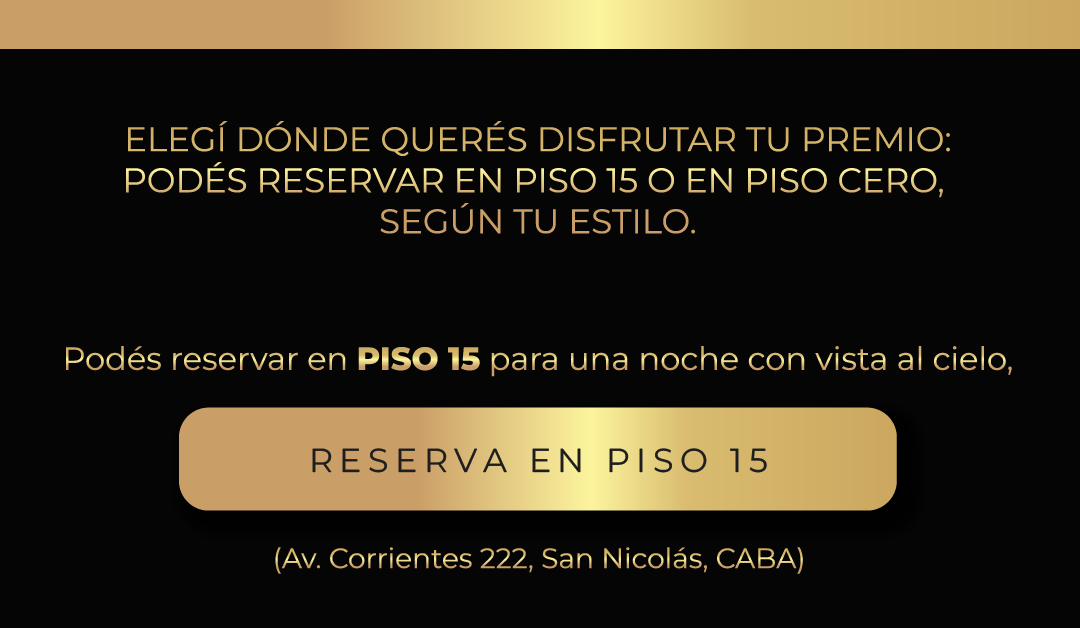 ELEGÍ DÓNDE QUERÉS DISFRUTAR TU PREMIO:
PODÉS RESERVAR EN PISO 15 O EN PISO CERO,
SEGÚN TU ESTILO.
Podés reservar en PISO 15 para una noche con vista al cielo,
RESERVA EN PISO 15
(Av. Corrientes 222, San Nicolás, CABA)